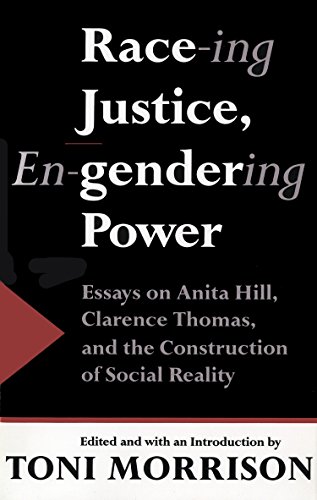 Race-ing
Justice,
En-gendering
Power
Essays on Anita Hill,
Clarence Thomas,
and the Construction
of Social Reality
Edited and with an Introduction by
TONI MORRISON